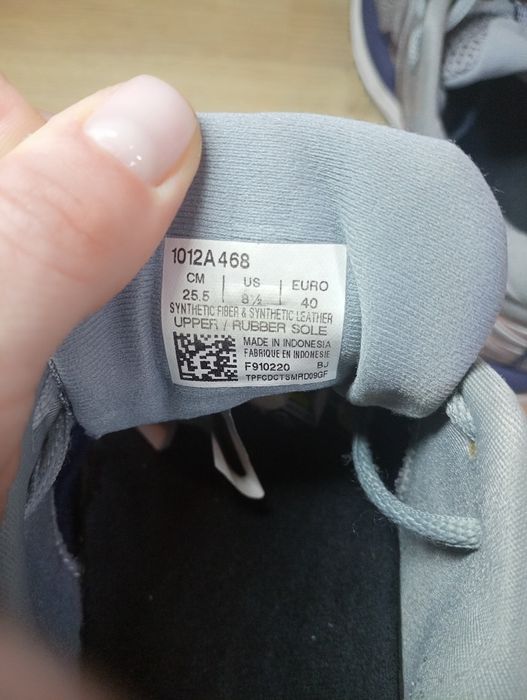 1012A468
CM US EURO
25.5 8½ 40
SYNTHETIC FIBER & SYNTHETIC LEATHER
UPPER / RUBBER SOLE
MADE IN INDONESIA
FABRIQUE EN INDONESIE
F910220 BJ
TPFCDCTSMRD09GF